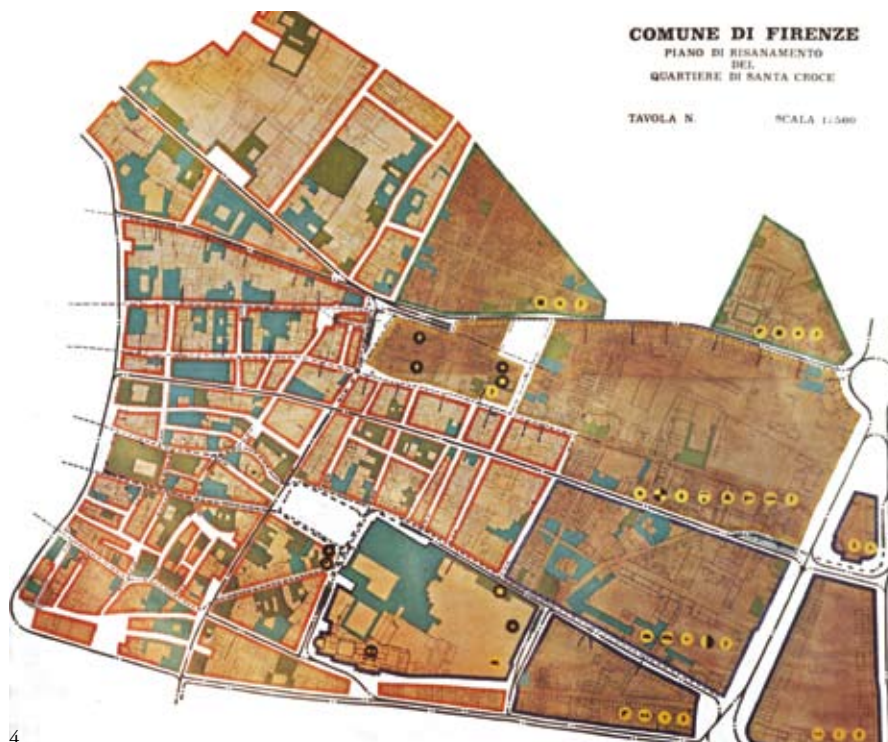 COMUNE DI FIRENZE
PIANO DI RISANAMENTO
DEL
QUARTIERE DI SANTA CROCE
TAVOLA N. SCALA 1:500
4